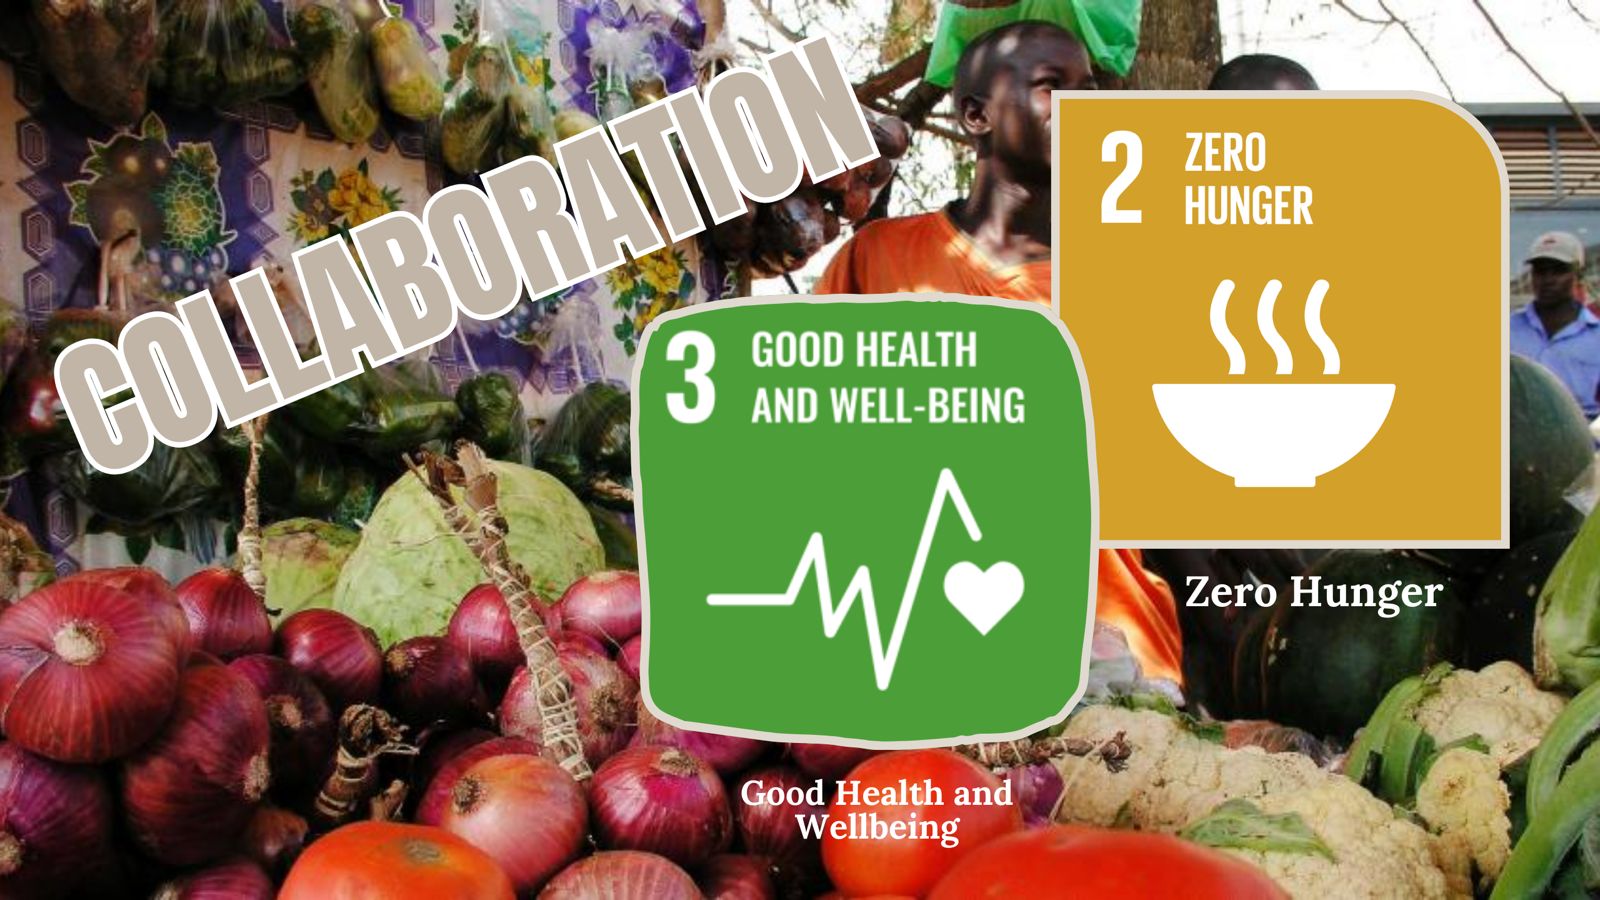 COLLABORATION
2
ZERO
HUNGER
3
GOOD HEALTH
AND WELL-BEING
Zero Hunger
Good Health and
Wellbeing